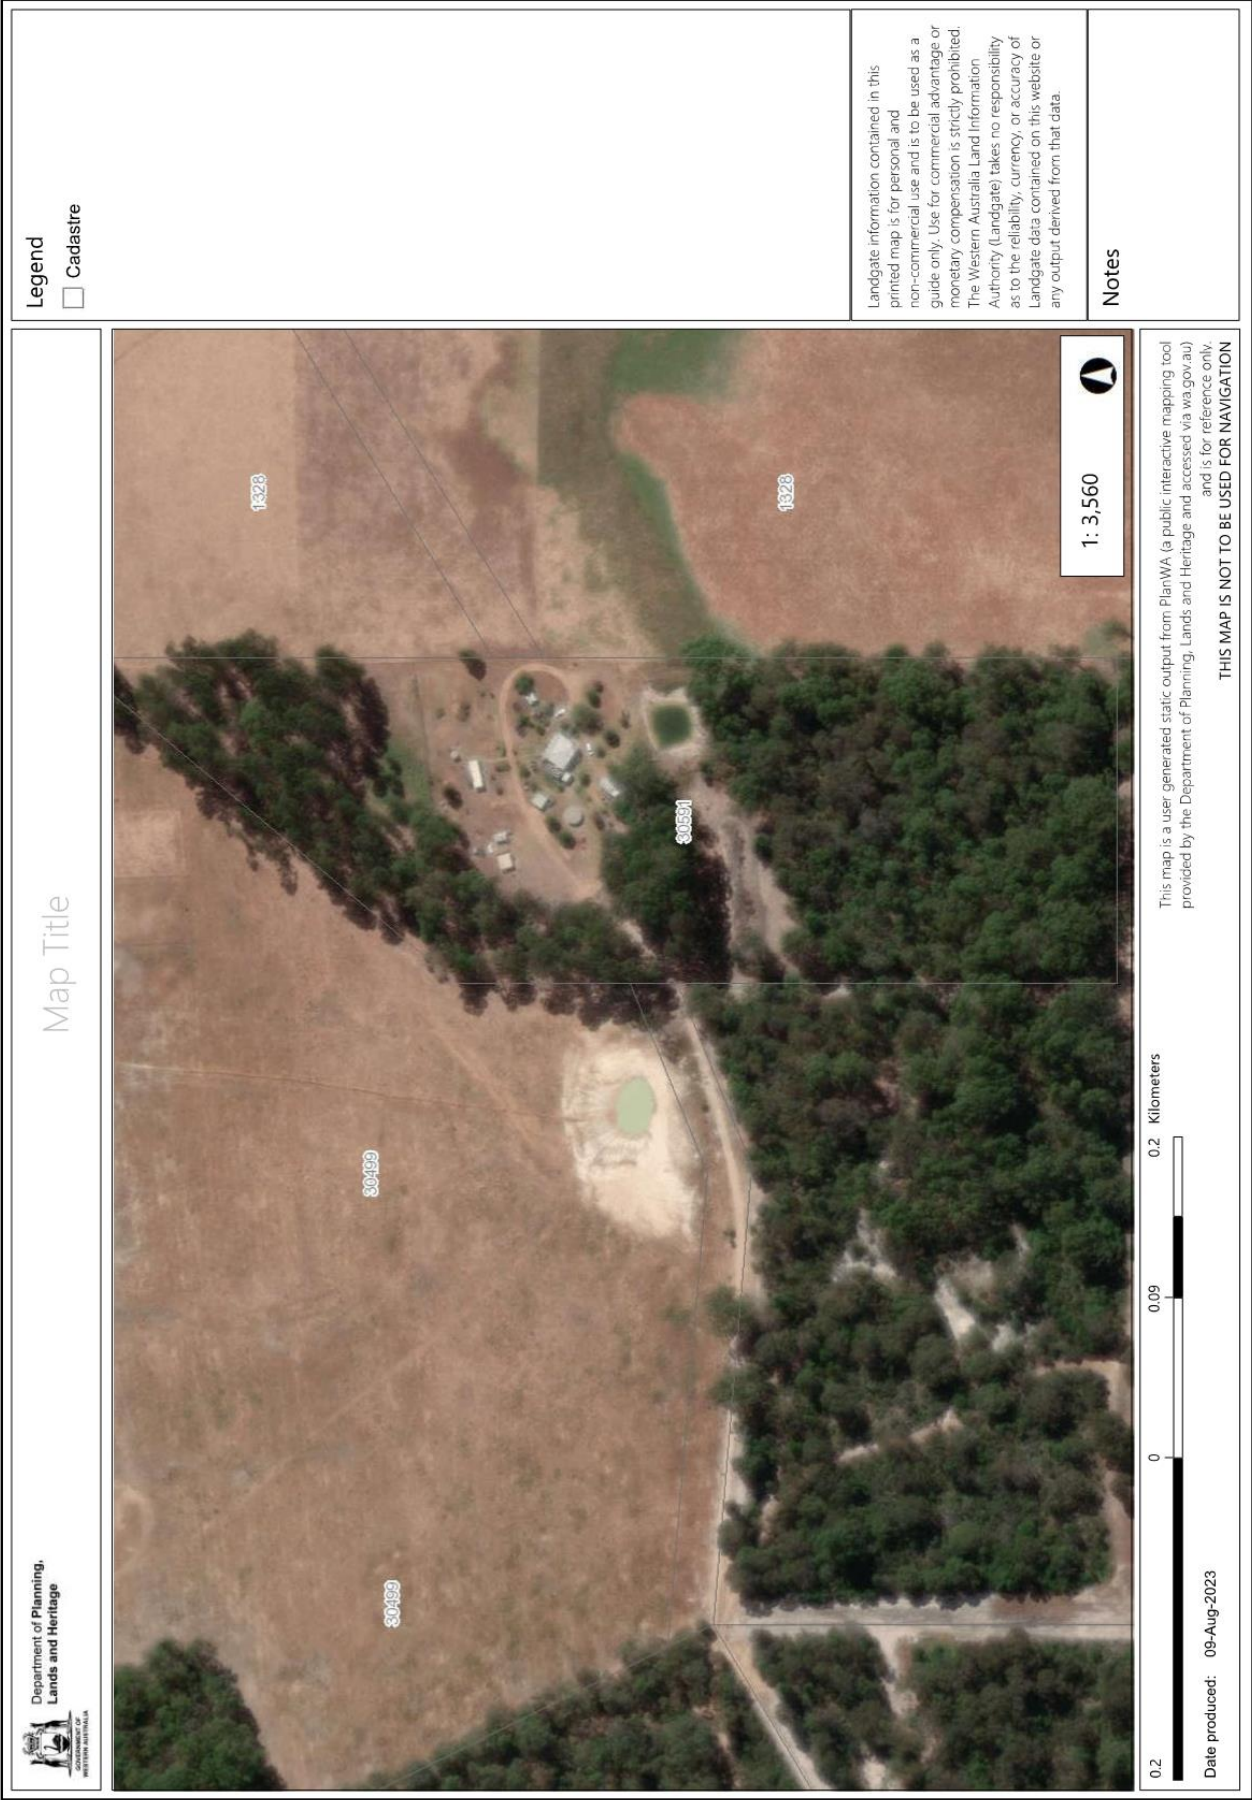 Department of Planning,
Lands and Heritage
GOVERNMENT OF
WESTERN AUSTRALIA
Map Title
Legend
Cadastre
30499
30499
30591
1328
1328
1: 3,560
Landgate information contained in this
printed map is for personal and
non-commercial use and is to be used as a
guide only. Use for commercial advantage or
monetary compensation is strictly prohibited.
The Western Australia Land Information
Authority (Landgate) takes no responsibility
as to the reliability, currency, or accuracy of
Landgate data contained on this website or
any output derived from that data.
Notes
0.2
0
0.09
0.2
Kilometers
Date produced: 09-Aug-2023
This map is a user generated static output from PlanWA (a public interactive mapping tool
provided by the Department of Planning, Lands and Heritage and accessed via wa.gov.au)
and is for reference only.
THIS MAP IS NOT TO BE USED FOR NAVIGATION